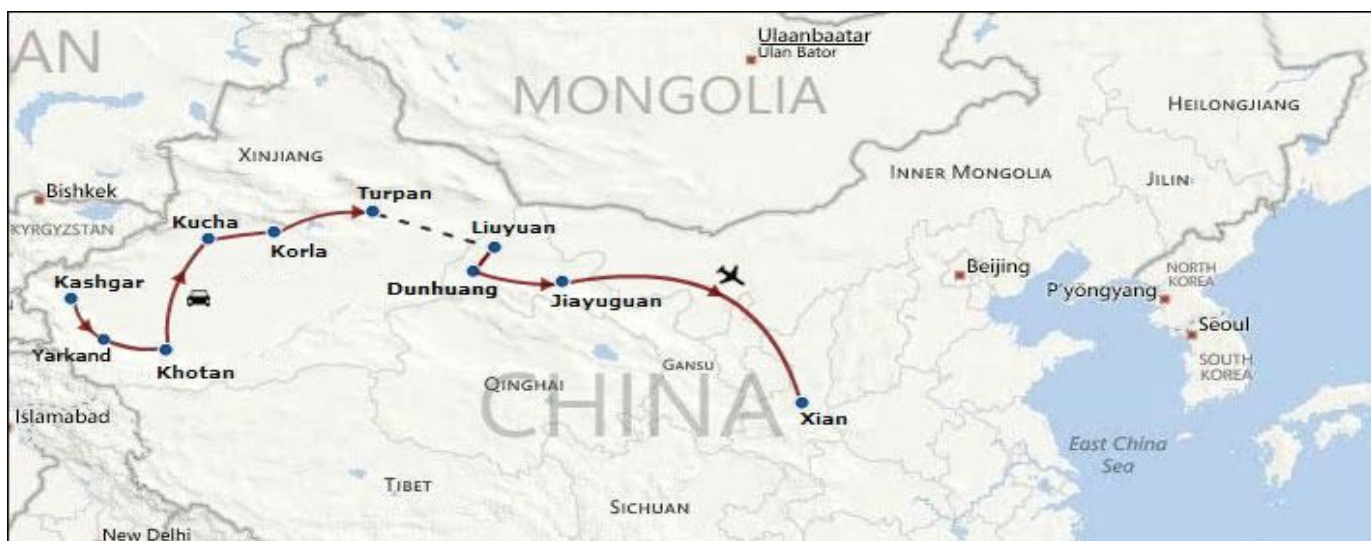 AN
Ulaanbaatar
Ulan Bator
MONGOLIA
HEILONGJIANG
XINJIANG
INNER MONGOLIA
JILIN
Bishkek
KYRGYZSTAN
Turpan
Kucha
Korla
Liuyuan
Kashgar
Dunhuang
Jiayuguan
Beijing
NORTH
KOREA
P'yŏngyang
Yarkand
Khotan
Sēoul
SOUTH
KOREA
GANSU
QINGHAI
CHINA
Xian
Islamabad
East China
Sea
TIBET
SICHUAN
New Delhi